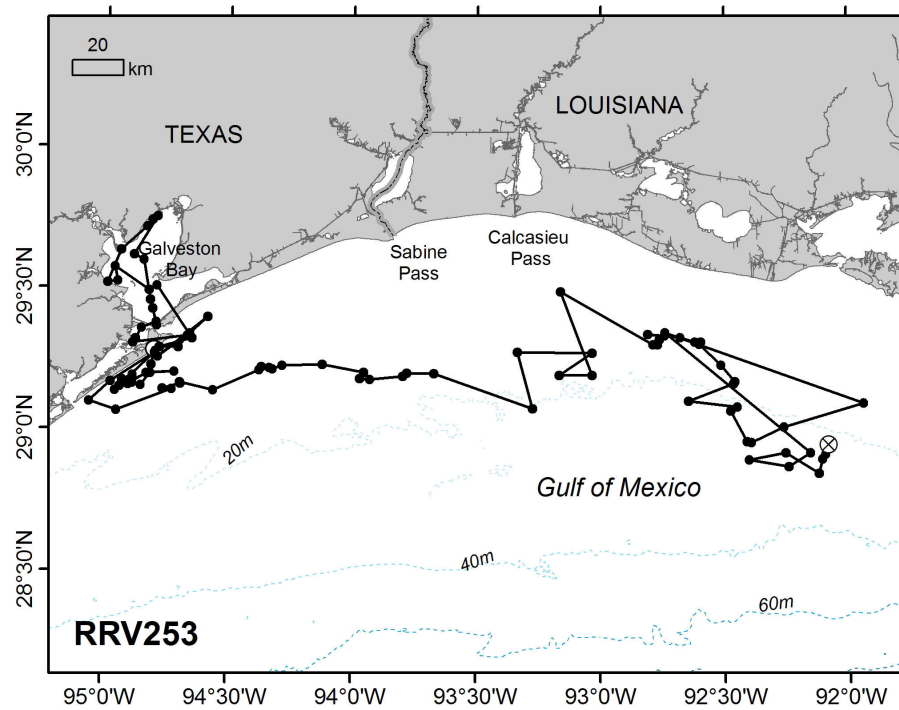 20
km
TEXAS
LOUISIANA
Galveston
Bay
Sabine
Pass
Calcasieu
Pass
20m
Gulf of Mexico
40m
60m
RRV253
30°0'N
29°30'N
29°0'N
28°30'N
95°0'W
94°30'W
94°0'W
93°30'W
93°0'W
92°30'W
92°0'W